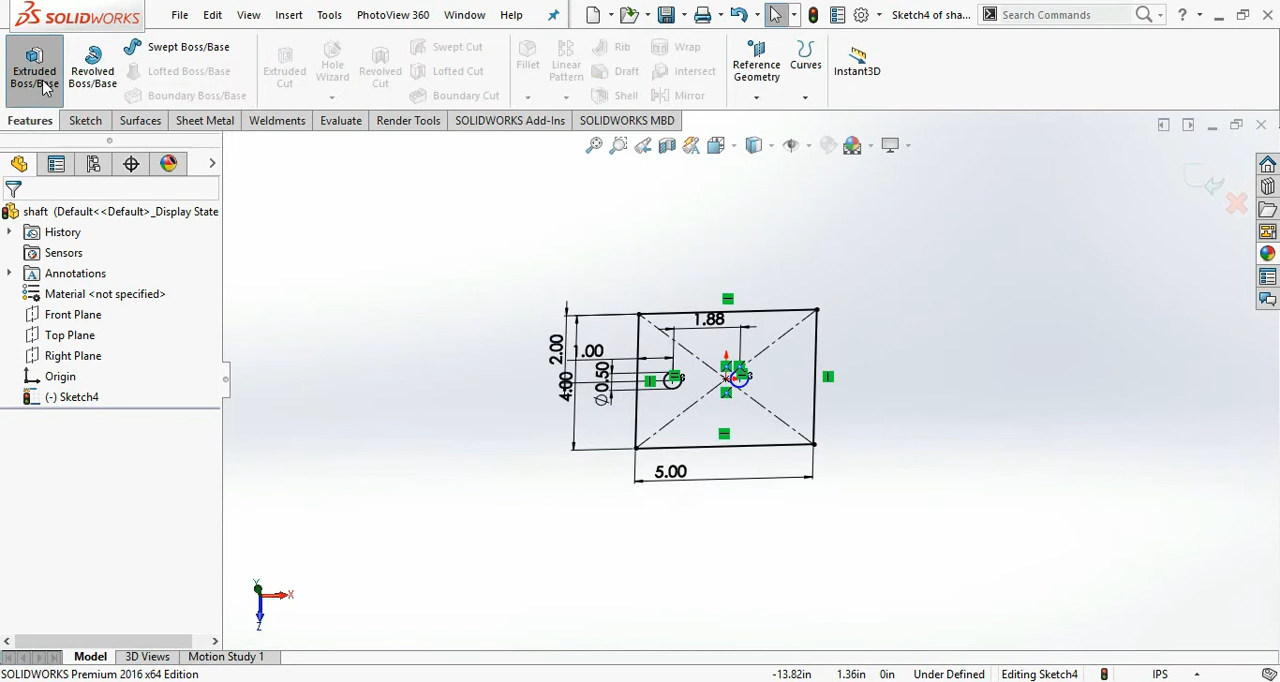 SOLIDWORKS File Edit View Insert Tools PhotoView 360 Window Help Sketch4 of sha... Search Commands ?
Extruded Boss/Base
Revolved Boss/Base
Swept Boss/Base
Lofted Boss/Base
Boundary Boss/Base
Extruded Cut
Hole Wizard
Revolved Cut
Swept Cut
Lofted Cut
Boundary Cut
Fillet
Linear Pattern
Rib
Draft
Shell
Wrap
Intersect
Mirror
Reference Geometry
Curves
Instant3D
Features Sketch Surfaces Sheet Metal Weldments Evaluate Render Tools SOLIDWORKS Add-Ins SOLIDWORKS MBD
shaft (Default<<Default>_Display State
History
Sensors
Annotations
Material <not specified>
Front Plane
Top Plane
Right Plane
Origin
(-) Sketch4
1.88
2.00
1.00
4.00
Ø0.50
5.00
Y
X
Z
Model 3D Views Motion Study 1
SOLIDWORKS Premium 2016 x64 Edition -13.82in 1.36in 0in Under Defined Editing Sketch4 IPS